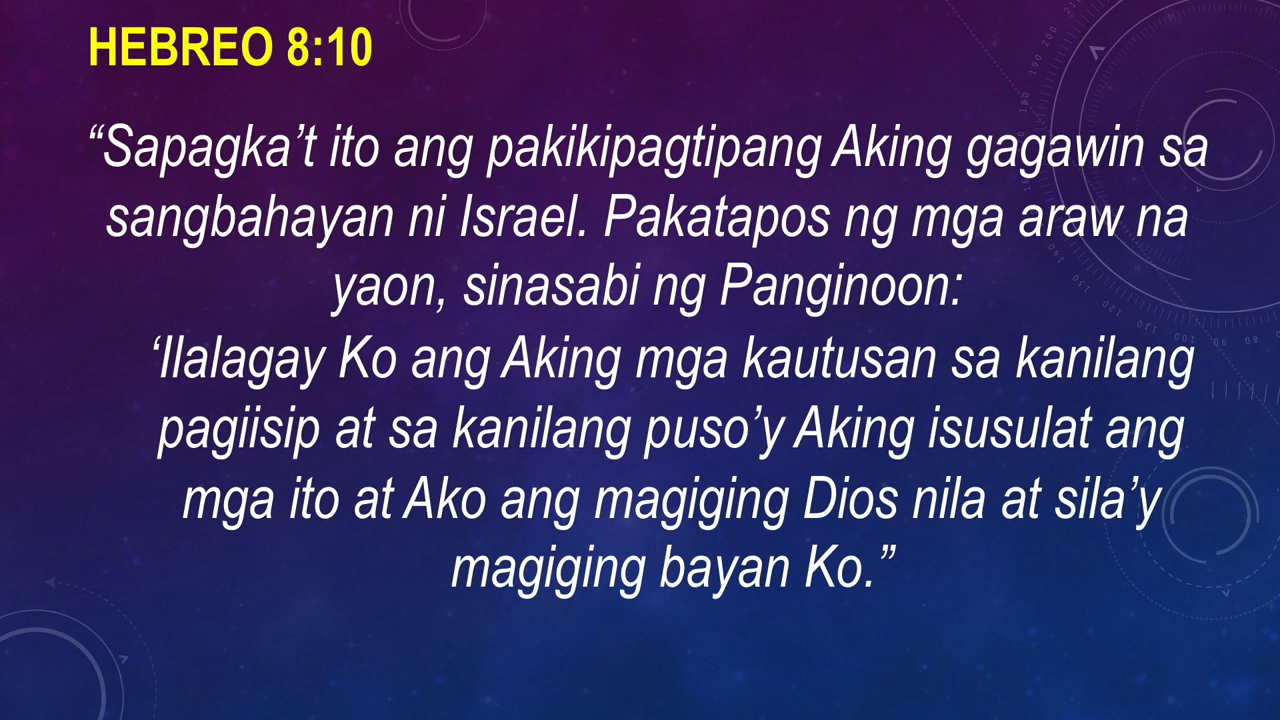 HEBREO 8:10
“Sapagka’t ito ang pakikipagtipang Aking gagawin sa
sangbahayan ni Israel. Pakatapos ng mga araw na
yaon, sinasabi ng Panginoon:
‘Ilalagay Ko ang Aking mga kautusan sa kanilang
pagiisip at sa kanilang puso’y Aking isusulat ang
mga ito at Ako ang magiging Dios nila at sila’y
magiging bayan Ko.”